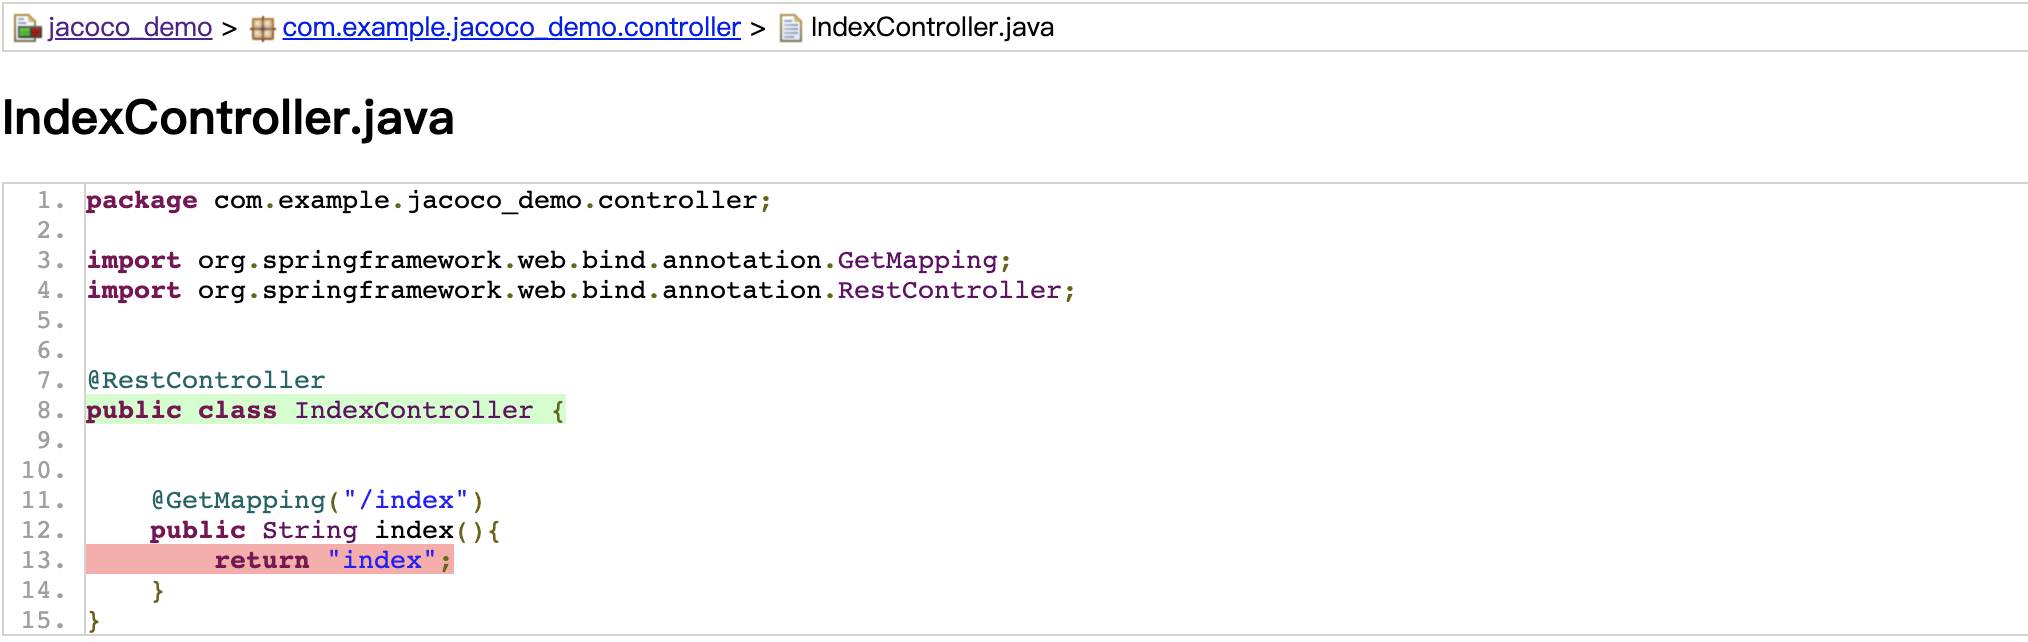 jacoco_demo > com.example.jacoco_demo.controller > IndexController.java
IndexController.java
1. package com.example.jacoco_demo.controller;
2.
3. import org.springframework.web.bind.annotation.GetMapping;
4. import org.springframework.web.bind.annotation.RestController;
5.
6.
7. @RestController
8. public class IndexController {
9.
10.
11.     @GetMapping("/index")
12.     public String index(){
13.         return "index";
14.     }
15. }